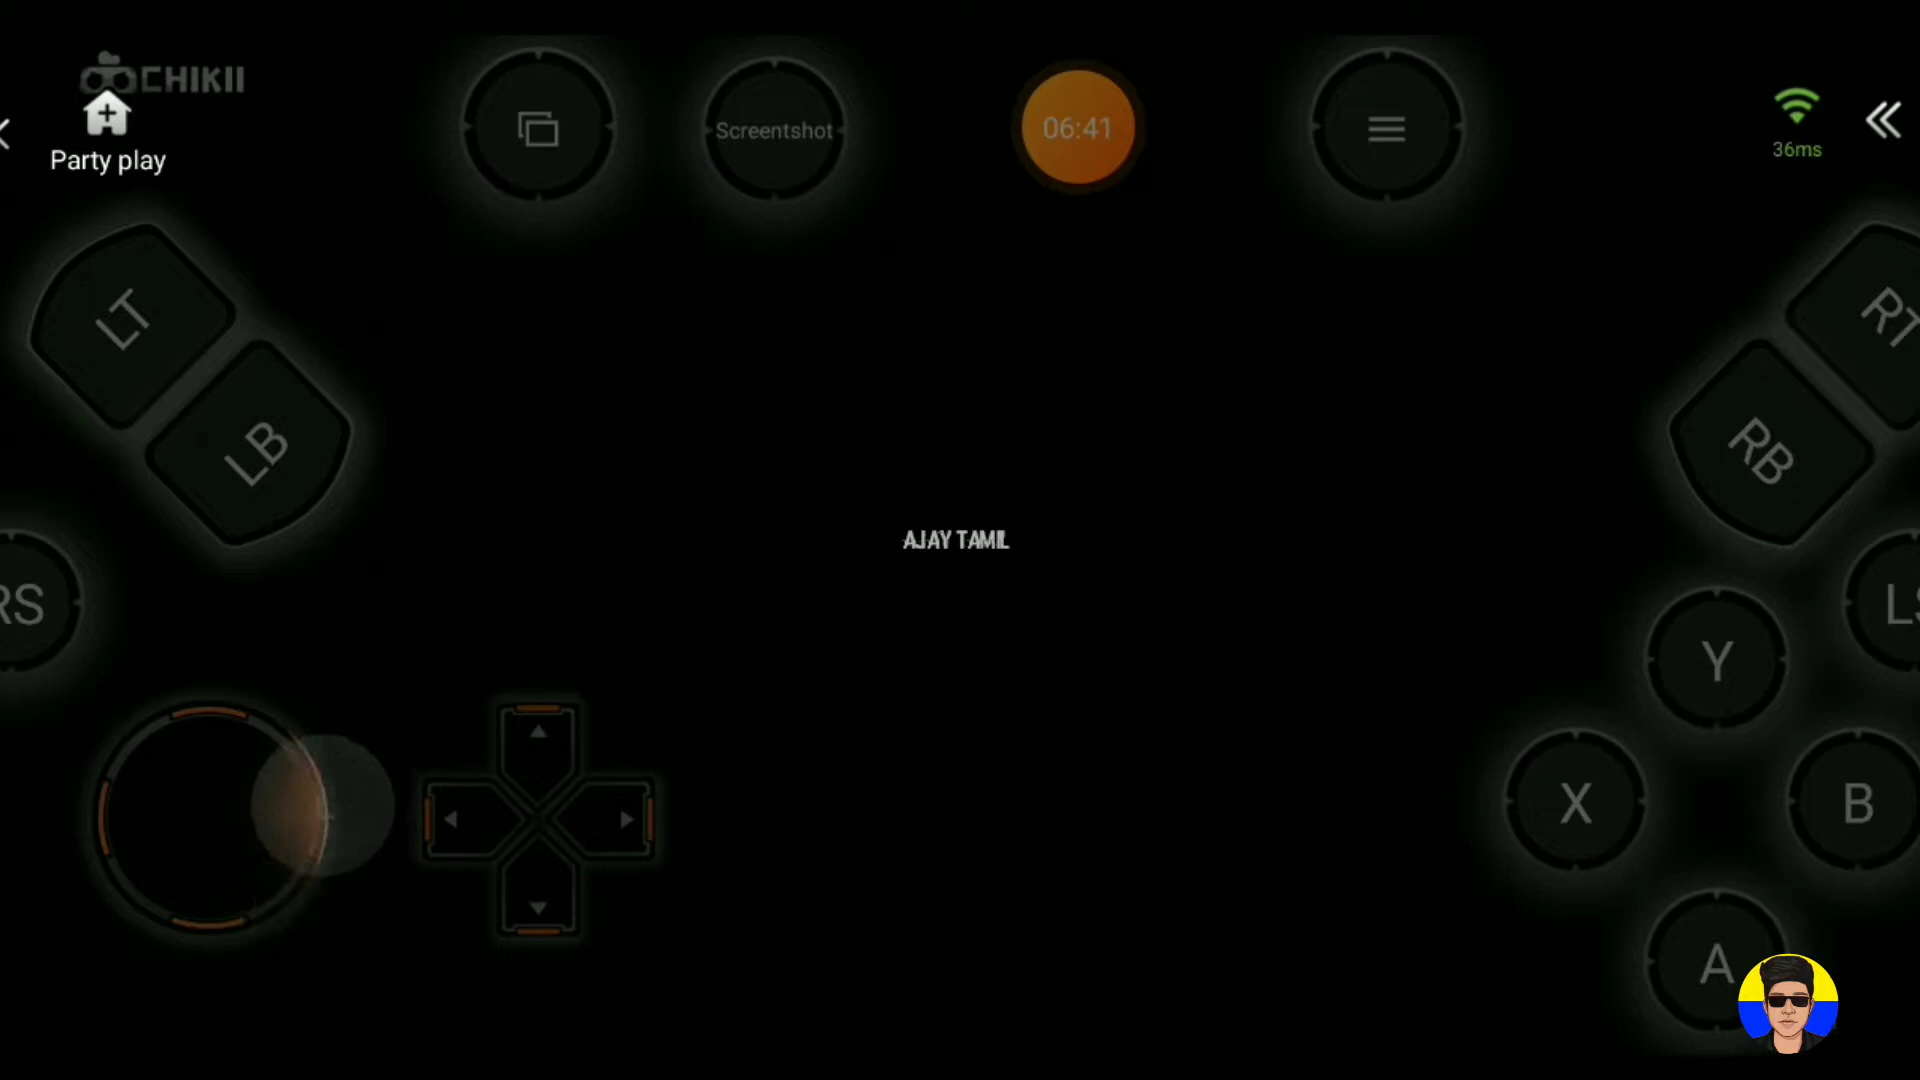 CHIKII
Party play
Screentshot
06:41
36ms
LT
LB
RT
RB
AJAY TAMIL
RS
LS
Y
X
B
A